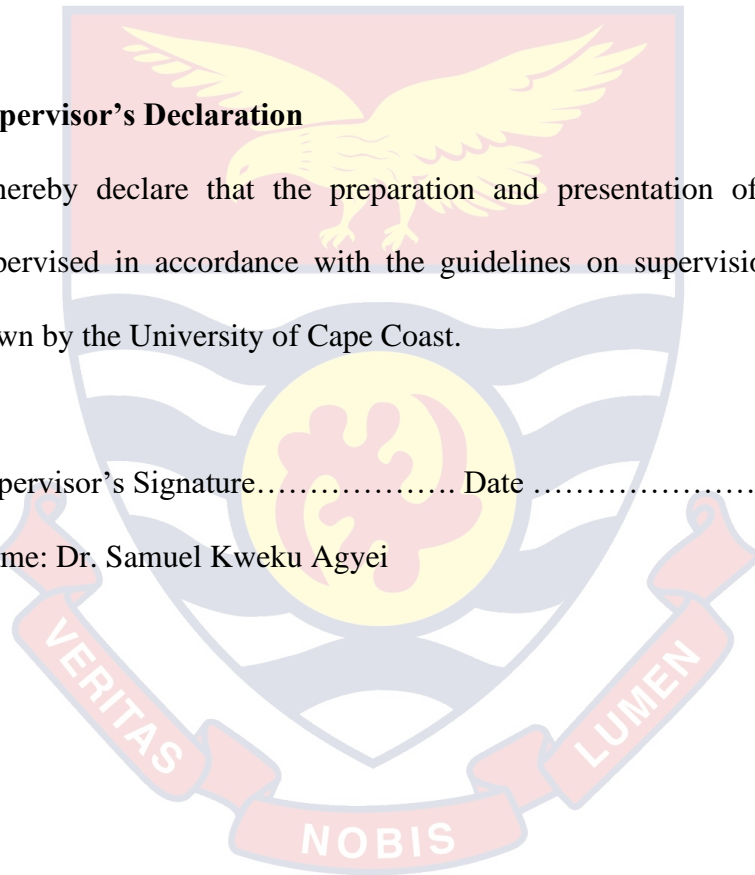 pervisor’s Declaration
hereby declare that the preparation and presentation of
pervised in accordance with the guidelines on supervisio
wn by the University of Cape Coast.
pervisor’s Signature……………….. Date …………………
me: Dr. Samuel Kweku Agyei
VERITAS
NOBIS
LUMEN